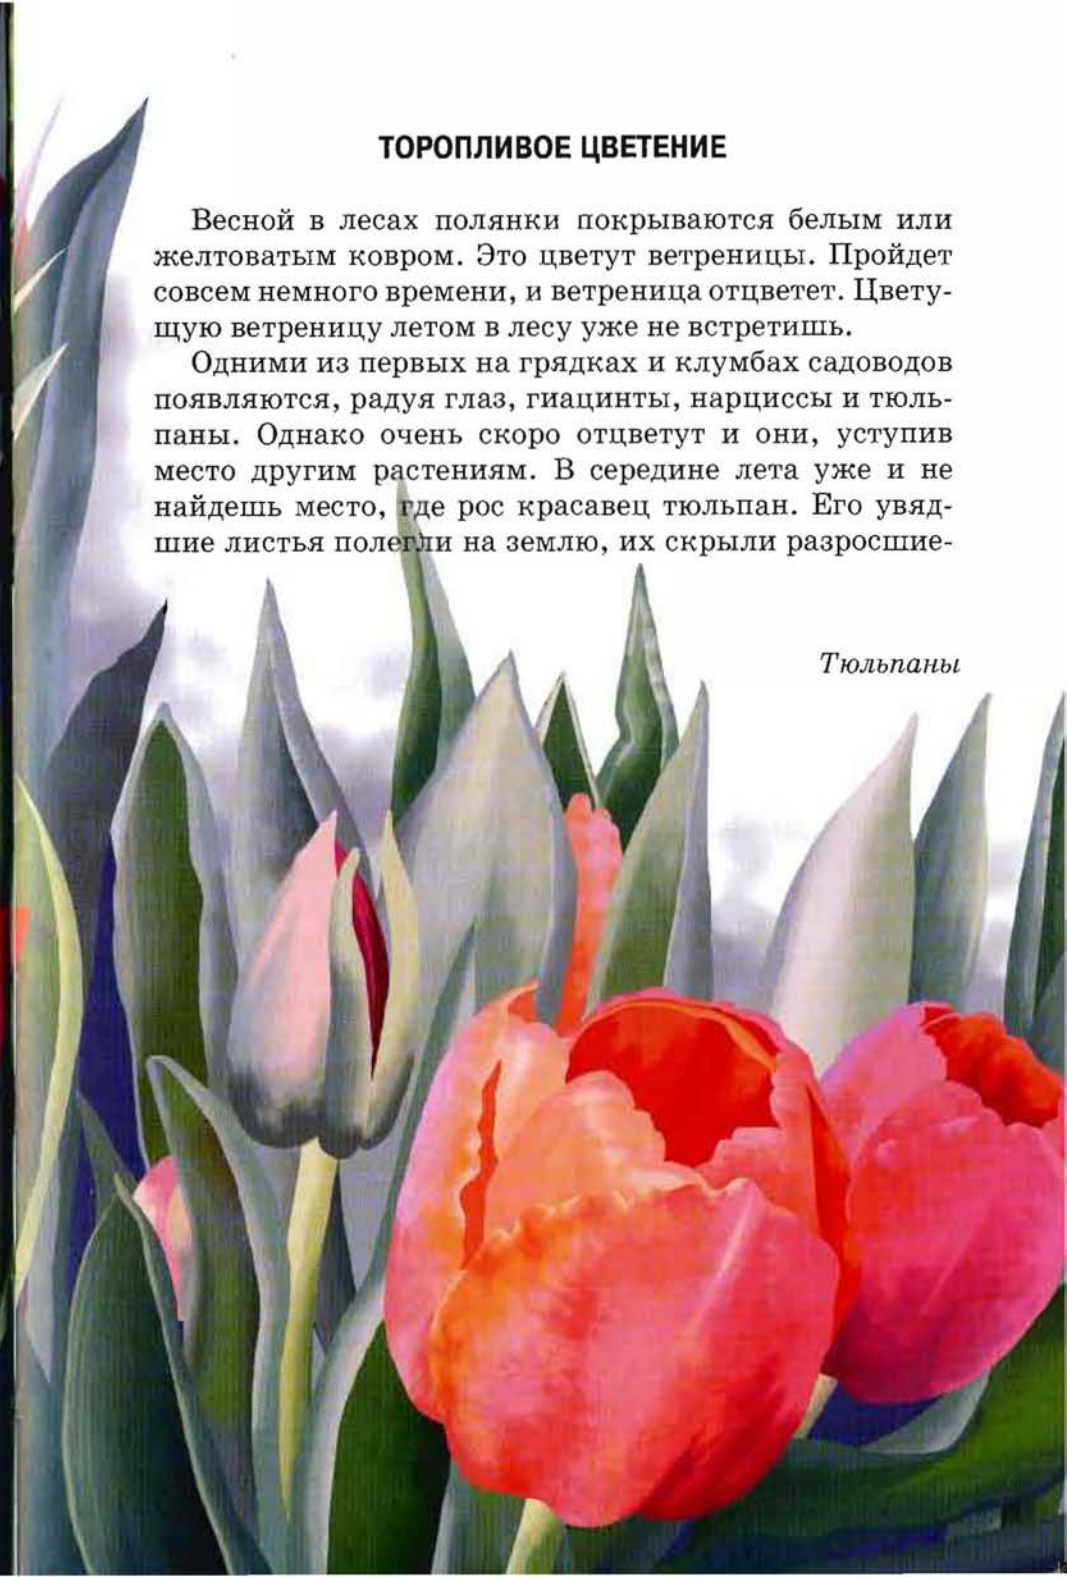 ТОРОПЛИВОЕ ЦВЕТЕНИЕ
Весной в лесах полянки покрываются белым или
желтоватым ковром. Это цветут ветреницы. Пройдет
совсем немного времени, и ветреница отцветет. Цвету-
щую ветреницу летом в лесу уже не встретишь.
Одними из первых на грядках и клумбах садоводов
появляются, радуя глаз, гиацинты, нарциссы и тюль-
паны. Однако очень скоро отцветут и они, уступив
место другим растениям. В середине лета уже и не
найдешь место, где рос красавец тюльпан. Его увяд-
шие листья полегли на землю, их скрыли разросшие-
Тюльпаны